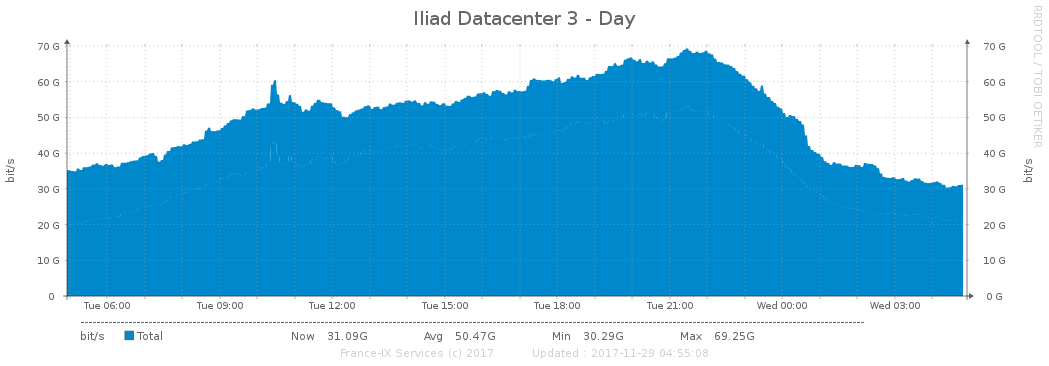 Iliad Datacenter 3 - Day
RRDTOOL / TOBI OETIKER
70 G 70 G
60 G 60 G
50 G 50 G
40 G 40 G
30 G 30 G
20 G 20 G
10 G 10 G
0 0 G
bit/s bit/s
Tue 06:00 Tue 09:00 Tue 12:00 Tue 15:00 Tue 18:00 Tue 21:00 Wed 00:00 Wed 03:00
bit/s Total Now 31.09G Avg 50.47G Min 30.29G Max 69.25G
France-IX Services (c) 2017 Updated : 2017-11-29 04:55:08